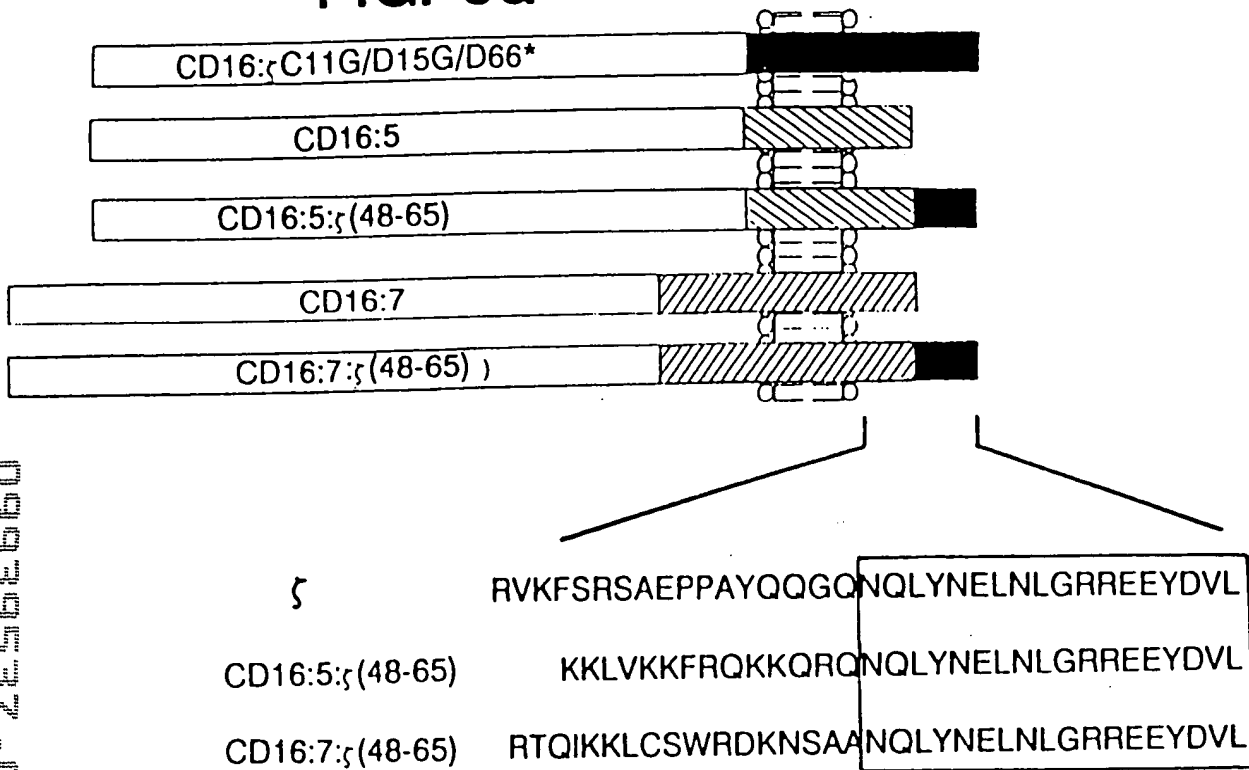 CD16:ζC11G/D15G/D66*
CD16:5
CD16:5:ζ(48-65)
CD16:7
CD16:7:ζ(48-65) )
ζ RVKFSRSAEPPAYQQGQNQLYNELNLGRREEYDVL
CD16:5:ζ(48-65) KKLVKKFRQKKQRQNQLYNELNLGRREEYDVL
CD16:7:ζ(48-65) RTQIKKLCSWRDKNSAANQLYNELNLGRREEYDVL